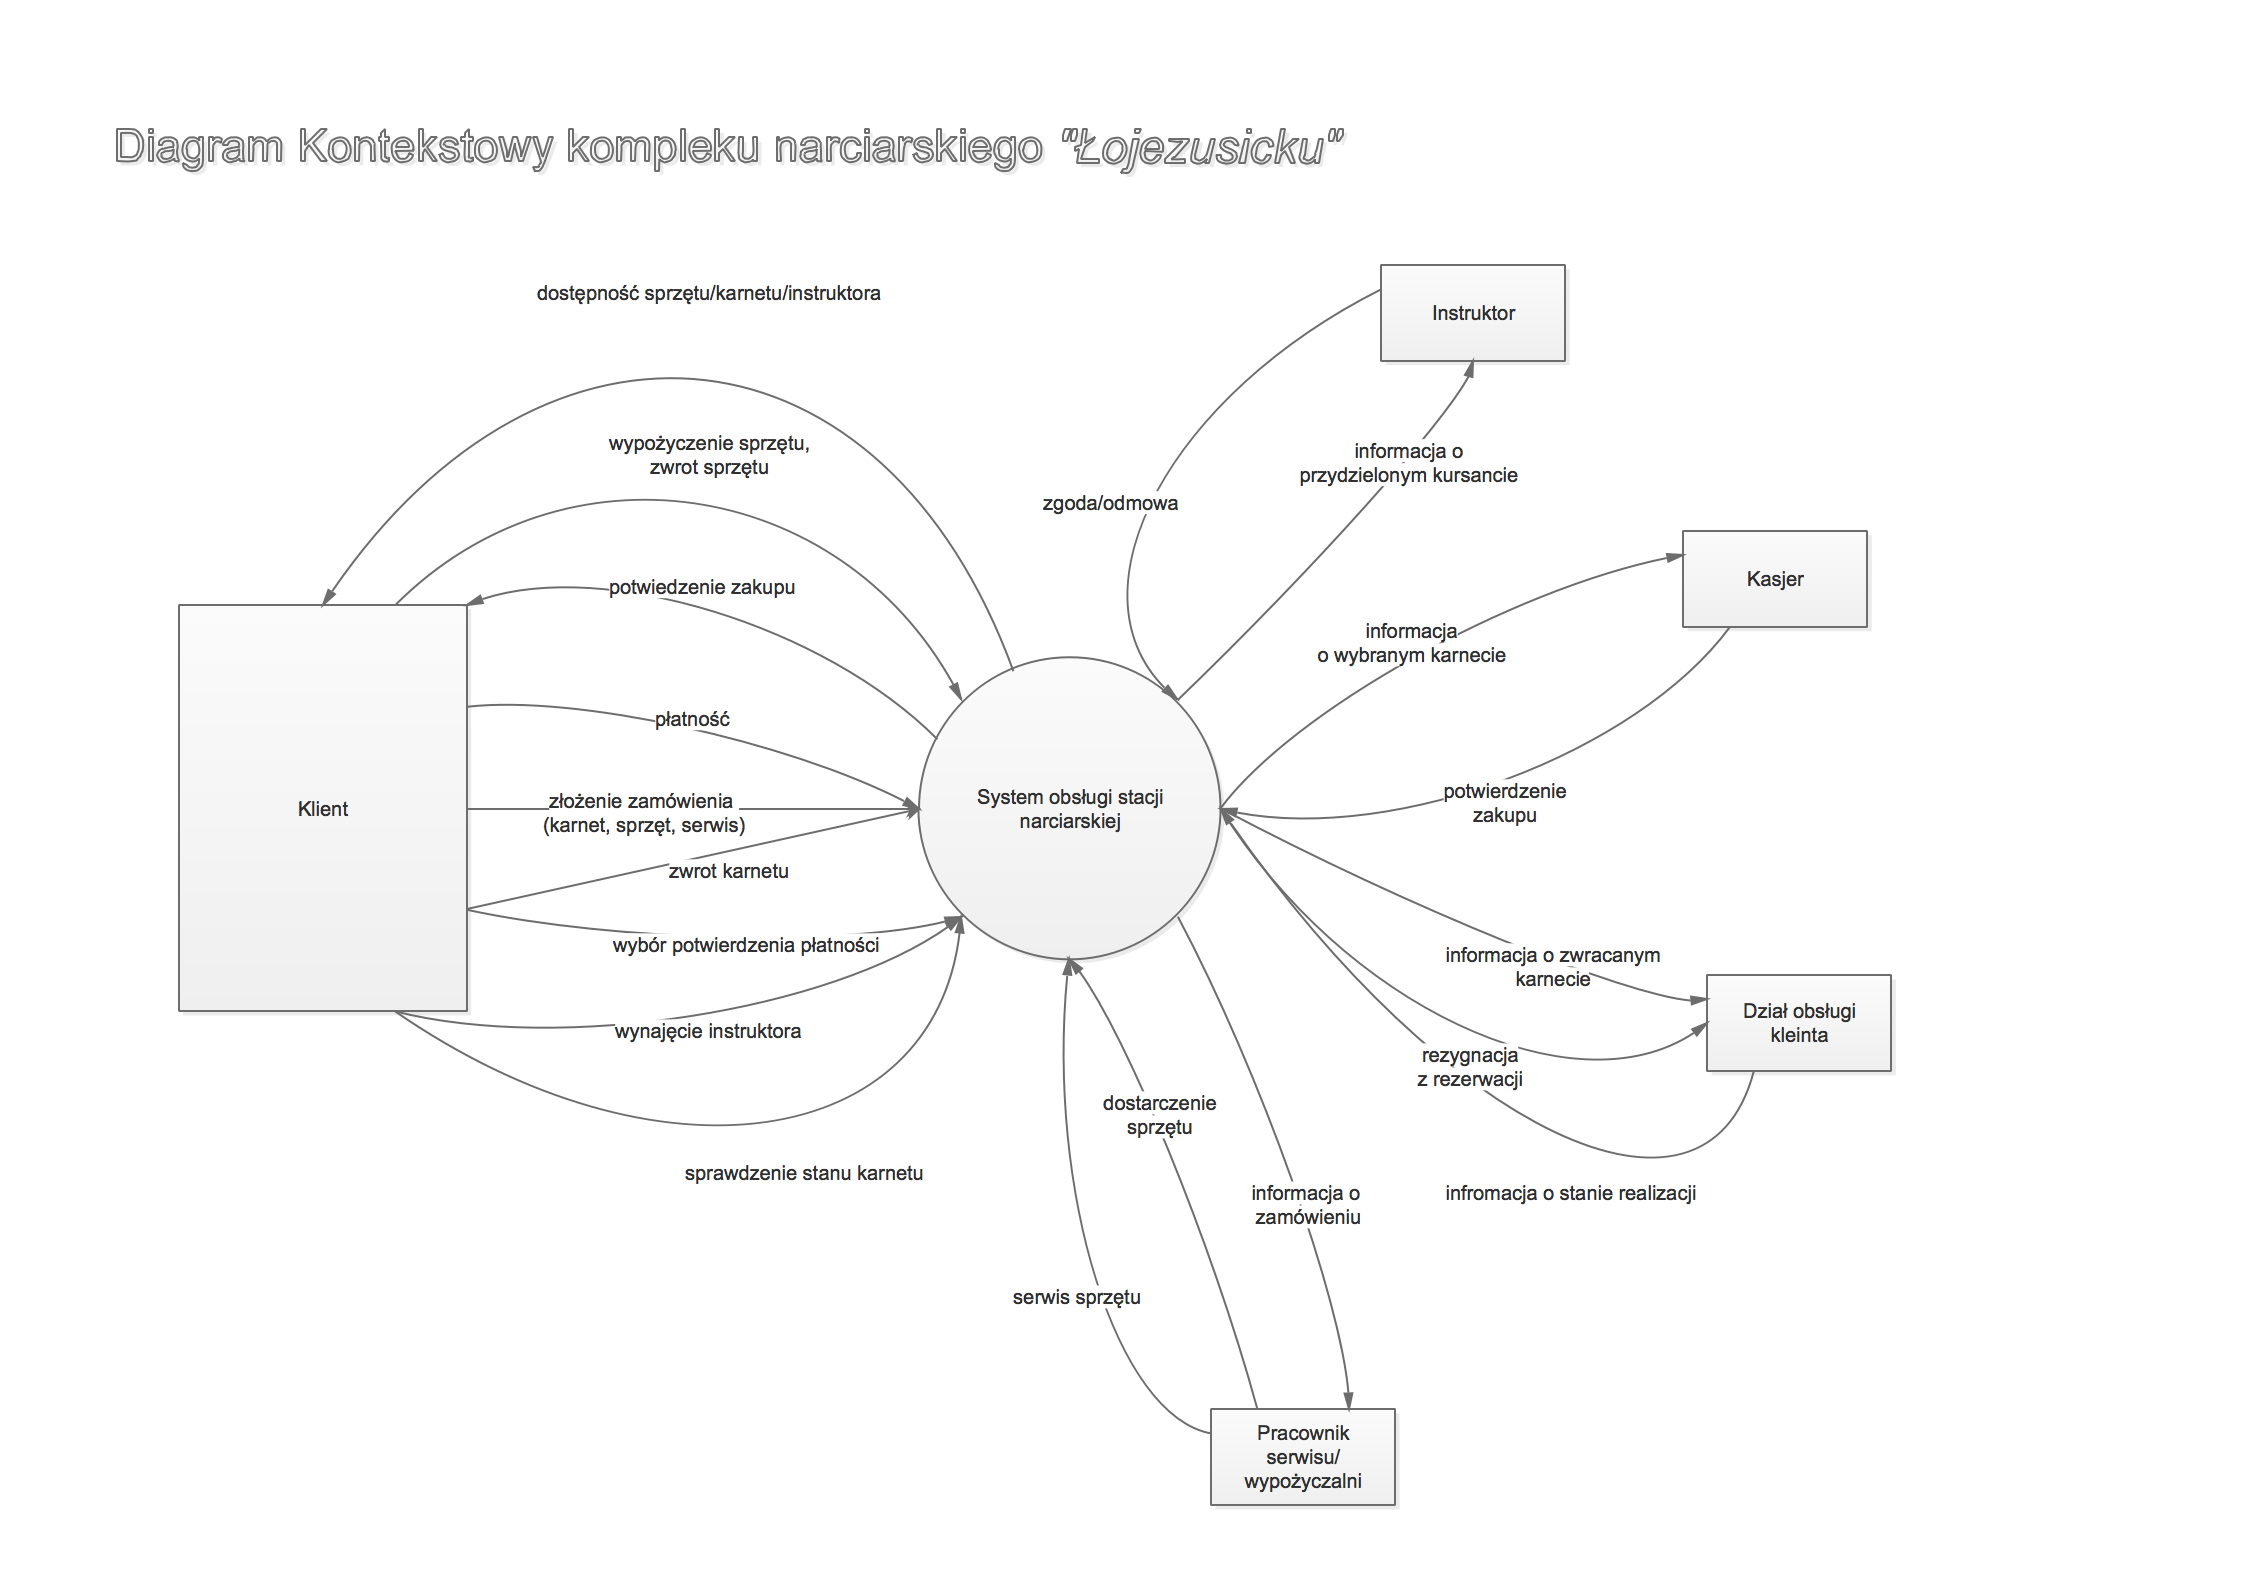 Diagram Kontekstowy kompleku narciarskiego "Łojezusicku"
dostępność sprzętu/karnetu/instruktora
Instruktor
wypożyczenie sprzętu,
zwrot sprzętu
informacja o
przydzielonym kursancie
zgoda/odmowa
potwiedzenie zakupu
Kasjer
informacja
o wybranym karnecie
płatność
złożenie zamówienia
(karnet, sprzęt, serwis)
Klient
System obsługi stacji
narciarskiej
potwierdzenie
zakupu
zwrot karnetu
wybór potwierdzenia płatności
informacja o zwracanym
karnecie
Dział obsługi
kleinta
wynajęcie instruktora
rezygnacja
z rezerwacji
dostarczenie
sprzętu
sprawdzenie stanu karnetu
informacja o
zamówieniu
infromacja o stanie realizacji
serwis sprzętu
Pracownik
serwisu/
wypożyczalni